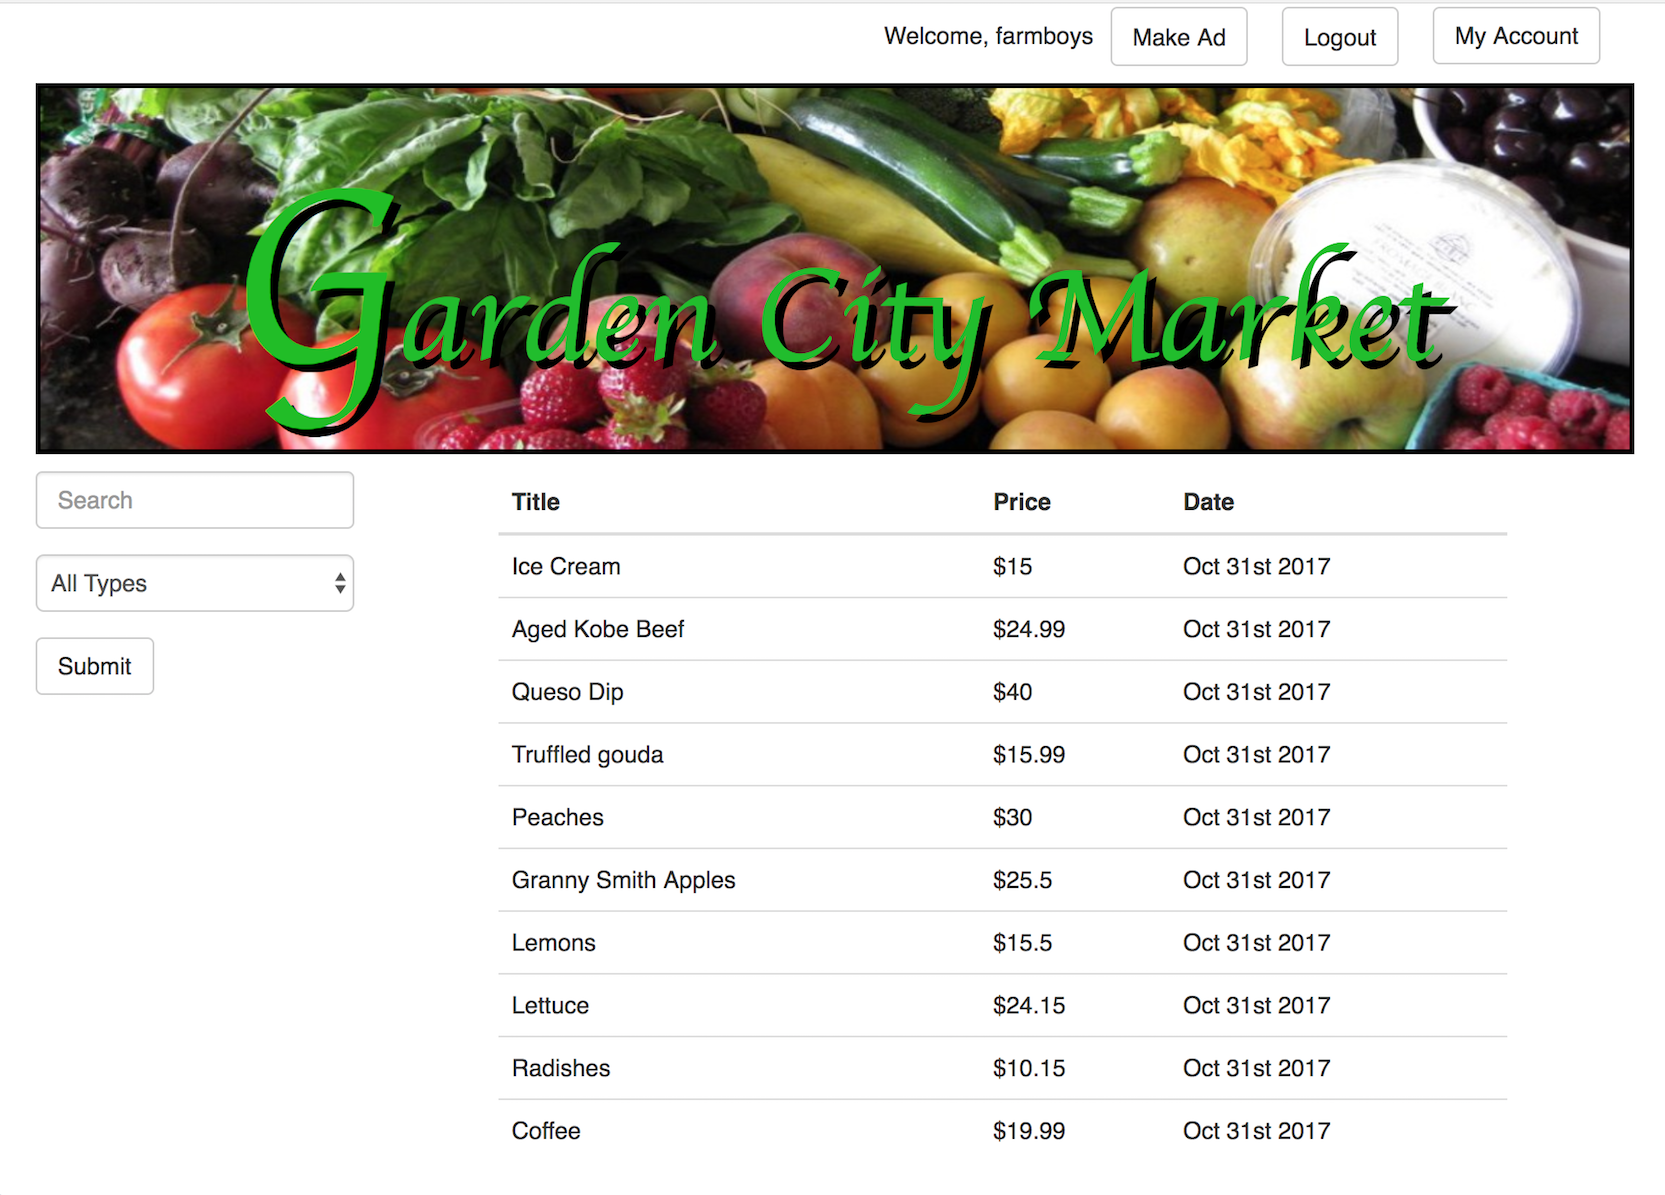 Welcome, farmboys Make Ad Logout My Account
Garden City Market
Search
All Types
Submit
Title Price Date
Ice Cream $15 Oct 31st 2017
Aged Kobe Beef $24.99 Oct 31st 2017
Queso Dip $40 Oct 31st 2017
Truffled gouda $15.99 Oct 31st 2017
Peaches $30 Oct 31st 2017
Granny Smith Apples $25.5 Oct 31st 2017
Lemons $15.5 Oct 31st 2017
Lettuce $24.15 Oct 31st 2017
Radishes $10.15 Oct 31st 2017
Coffee $19.99 Oct 31st 2017